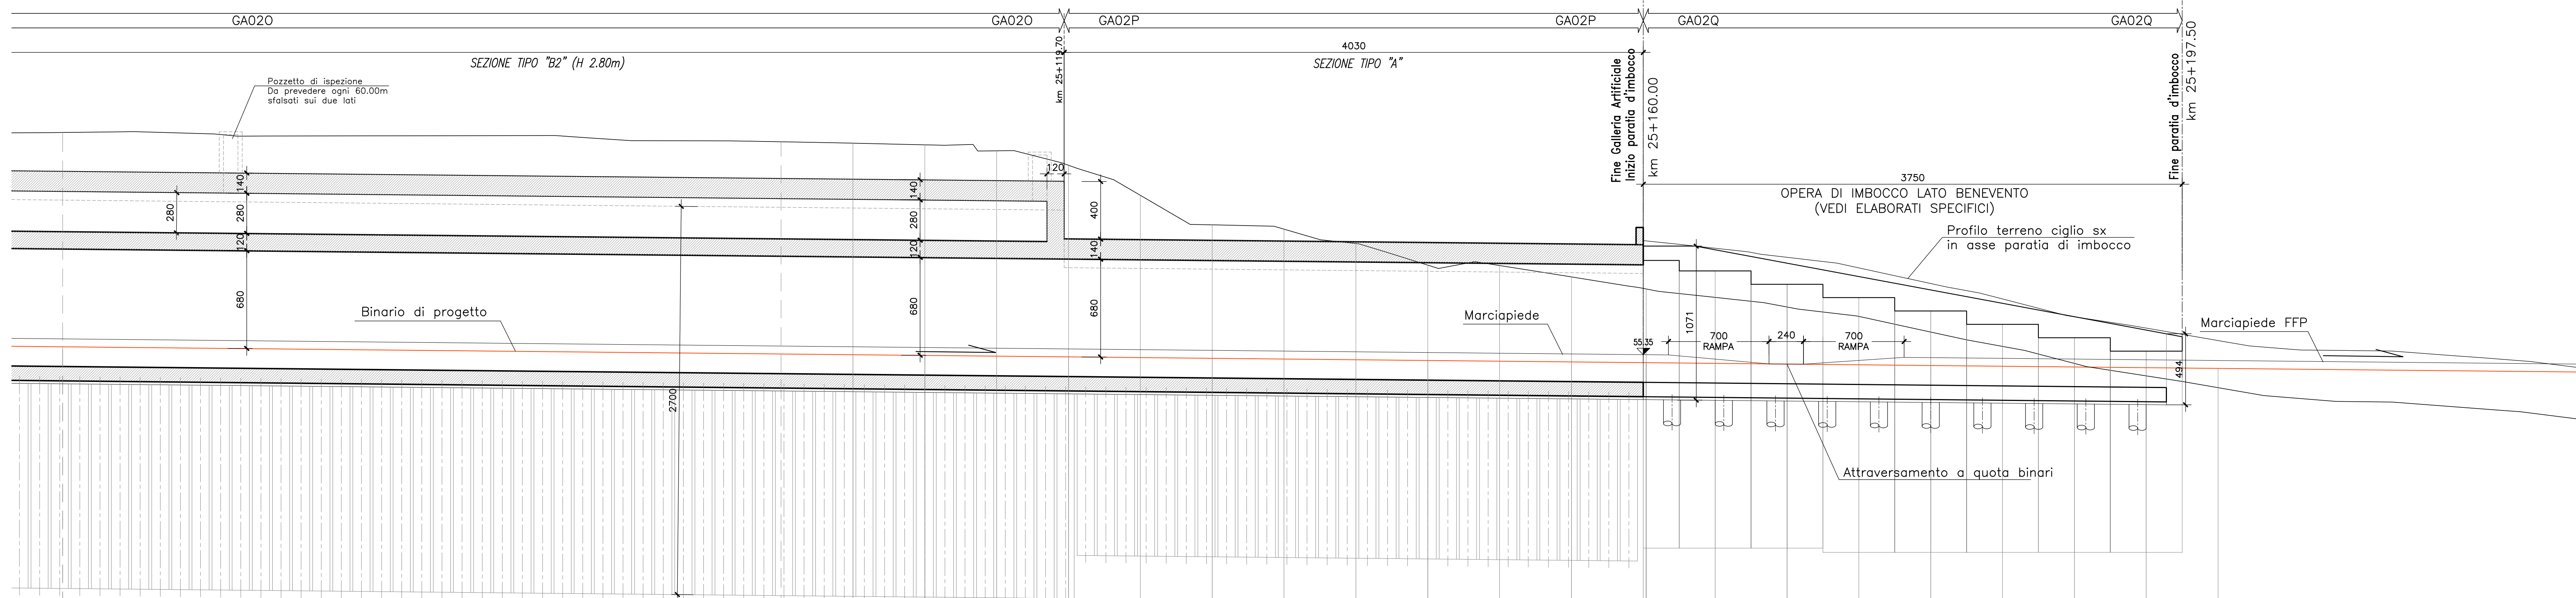 GA02O
GA02O
GA02P
GA02P
GA02Q
GA02Q
SEZIONE TIPO "B2" (H 2.80m)
km 25+119.70
4030
SEZIONE TIPO "A"
Fine Galleria Artificiale
Inizio paratia d'imbocco
km 25+160.00
Fine paratia d'imbocco
km 25+197.50
Pozzetto di ispezione
Da prevedere ogni 60.00m
sfalsati sui due lati
3750
OPERA DI IMBOCCO LATO BENEVENTO
(VEDI ELABORATI SPECIFICI)
Profilo terreno ciglio sx
in asse paratia di imbocco
120
140
280
280
120
680
140
280
120
680
400
140
680
Binario di progetto
Marciapiede
55.35
1071
700
RAMPA
240
700
RAMPA
Marciapiede FFP
494
2700
Attraversamento a quota binari